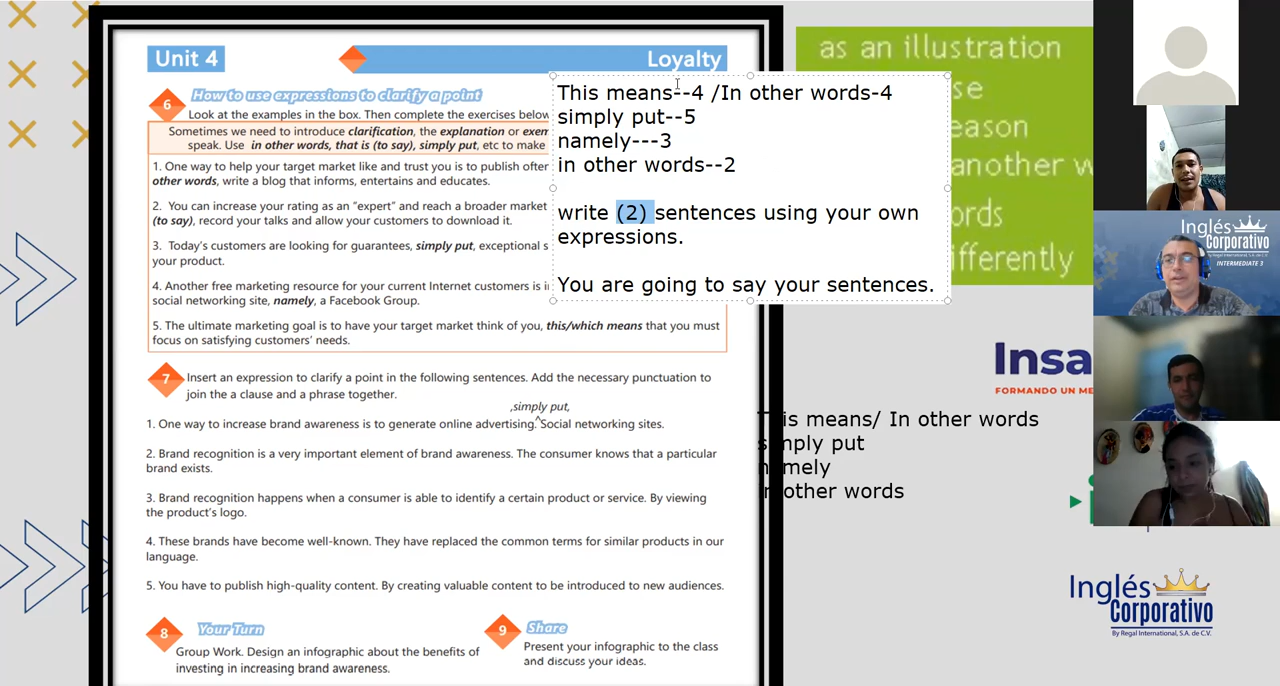 Unit 4
Loyalty
6
How to use expressions to clarify a point
Look at the examples in the box. Then complete the exercises below
Sometimes we need to introduce clarification, the explanation or
speak. Use in other words, that is (to say), simply put, etc to make
1. One way to help your target market like and trust you is to publish often
other words, write a blog that informs, entertains and educates.
2. You can increase your rating as an “expert” and reach a broader market
(to say), record your talks and allow your customers to download it.
3. Today’s customers are looking for guarantees, simply put, exceptional
your product.
4. Another free marketing resource for your current Internet customers is
social networking site, namely, a Facebook Group.
5. The ultimate marketing goal is to have your target market think of you, this/which means that you must
focus on satisfying customers’ needs.
7
Insert an expression to clarify a point in the following sentences. Add the necessary punctuation to
join the a clause and a phrase together.
,simply put,
1. One way to increase brand awareness is to generate online advertising.^Social networking sites.
2. Brand recognition is a very important element of brand awareness. The consumer knows that a particular
brand exists.
3. Brand recognition happens when a consumer is able to identify a certain product or service. By viewing
the product’s logo.
4. These brands have become well-known. They have replaced the common terms for similar products in our
language.
5. You have to publish high-quality content. By creating valuable content to be introduced to new audiences.
8
Your Turn
Group Work. Design an infographic about the benefits of
investing in increasing brand awareness.
9
Share
Present your infographic to the class
and discuss your ideas.
This means--4 /In other words-4
simply put--5
namely---3
in other words--2
write (2) sentences using your own
expressions.
You are going to say your sentences.
as an illustration
another
Insa
FORMANDO UN
This means/ In other words
simply put
namely
in other words
Inglés
Corporativo
By Regal International, S.A. de C.V.
INTERMEDIATE 3
Inglés
Corporativo
By Regal International, S.A. de C.V.